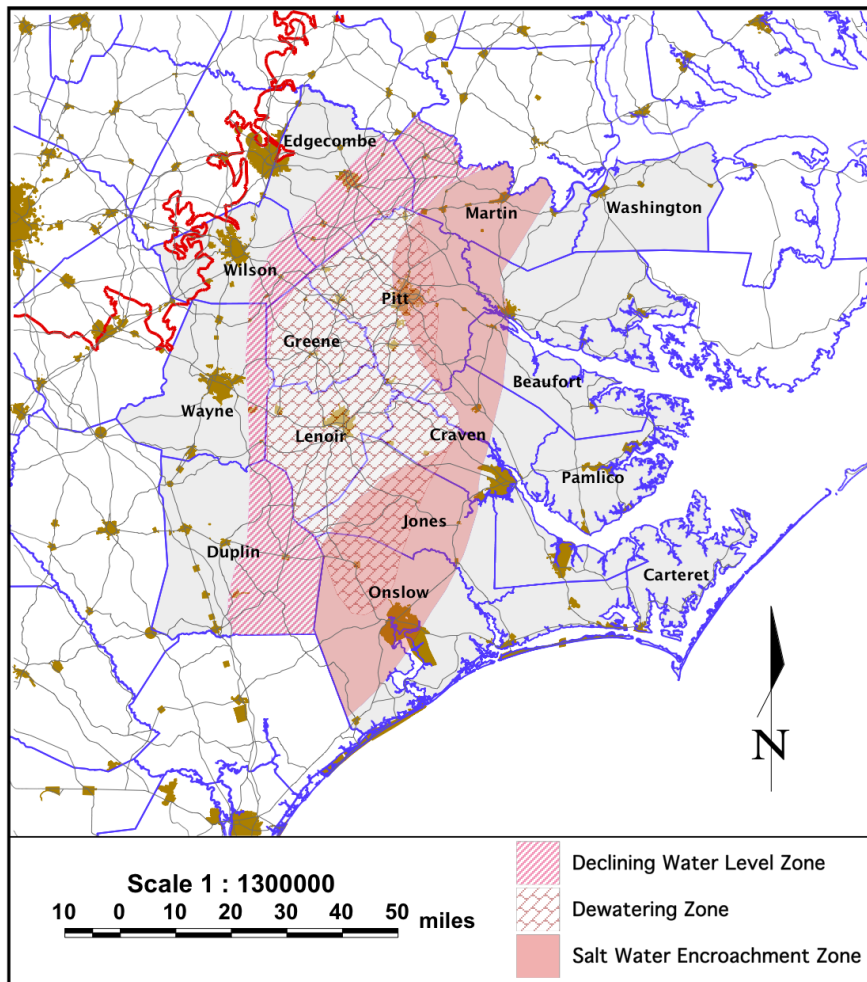 Edgecombe
Martin
Washington
Wilson
Pitt
Greene
Beaufort
Wayne
Lenoir
Craven
Pamlico
Jones
Duplin
Carteret
Onslow
N
Scale 1 : 1300000
10 0 10 20 30 40 50 miles
Declining Water Level Zone
Dewatering Zone
Salt Water Encroachment Zone